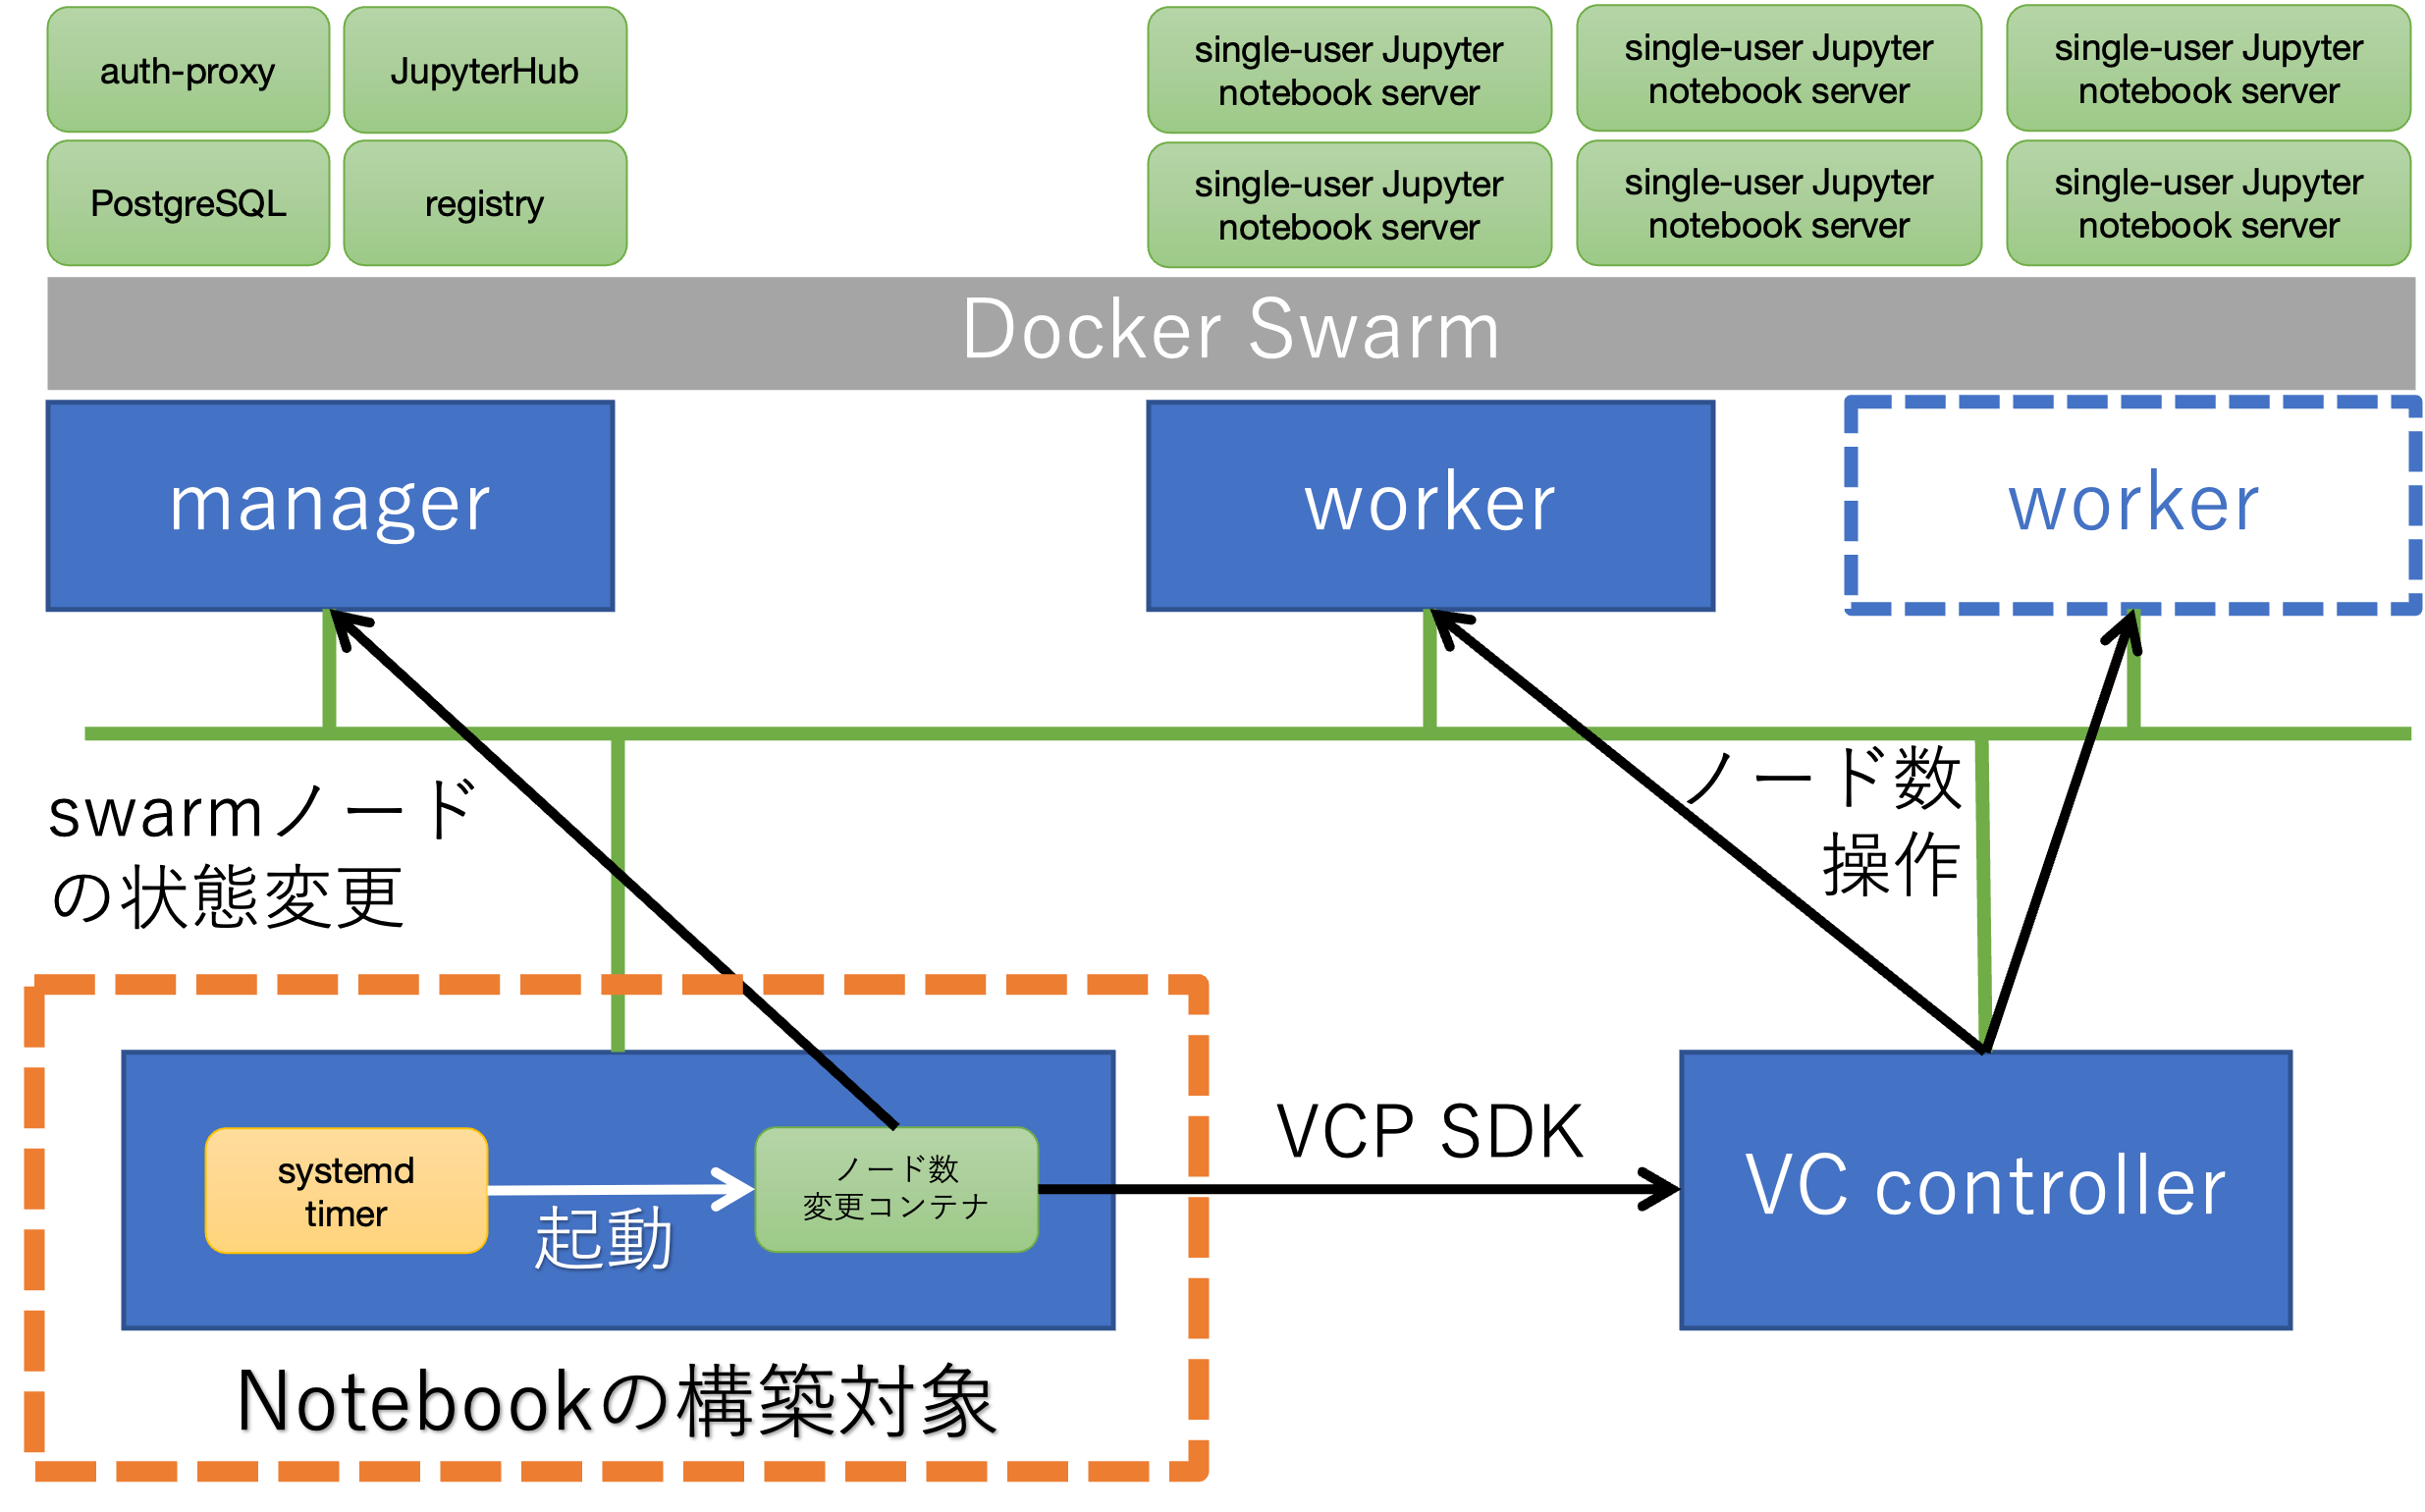 auth-proxy
JupyterHub
single-user Jupyter
notebook server
single-user Jupyter
notebook server
single-user Jupyter
notebook server
PostgreSQL
registry
single-user Jupyter
notebook server
single-user Jupyter
notebook server
single-user Jupyter
notebook server
Docker Swarm
manager
worker
worker
swarmノード
の状態変更
ノード数
操作
systemd
timer
起動
ノード数
変更コンテナ
VCP SDK
VC controller
Notebookの構築対象